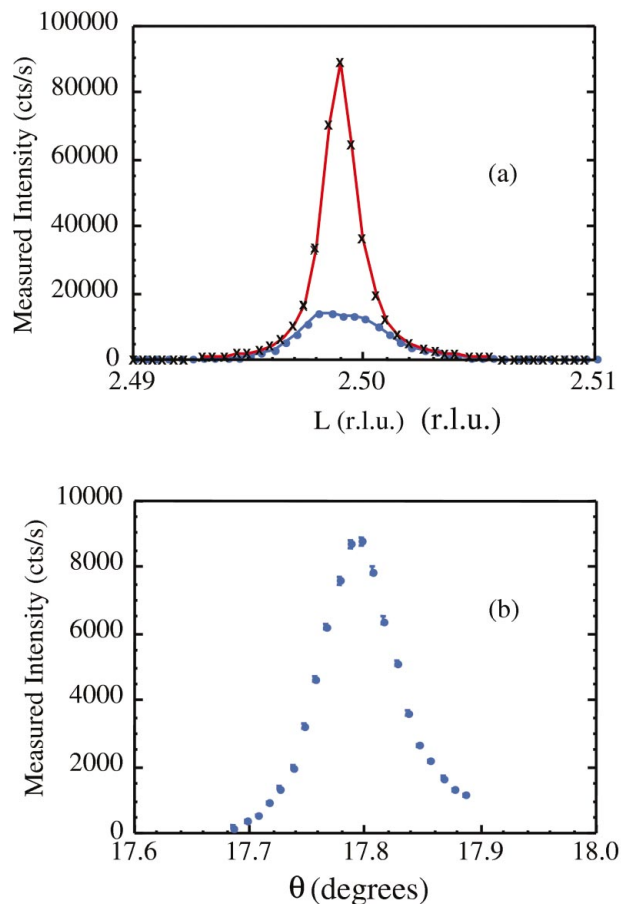 100000
80000
60000
40000
20000
0
Measured Intensity (cts/s)
(a)
2.49 2.50 2.51
L (r.l.u.) (r.l.u.)
10000
8000
6000
4000
2000
0
Measured Intensity (cts/s)
(b)
17.6 17.7 17.8 17.9 18.0
θ (degrees)